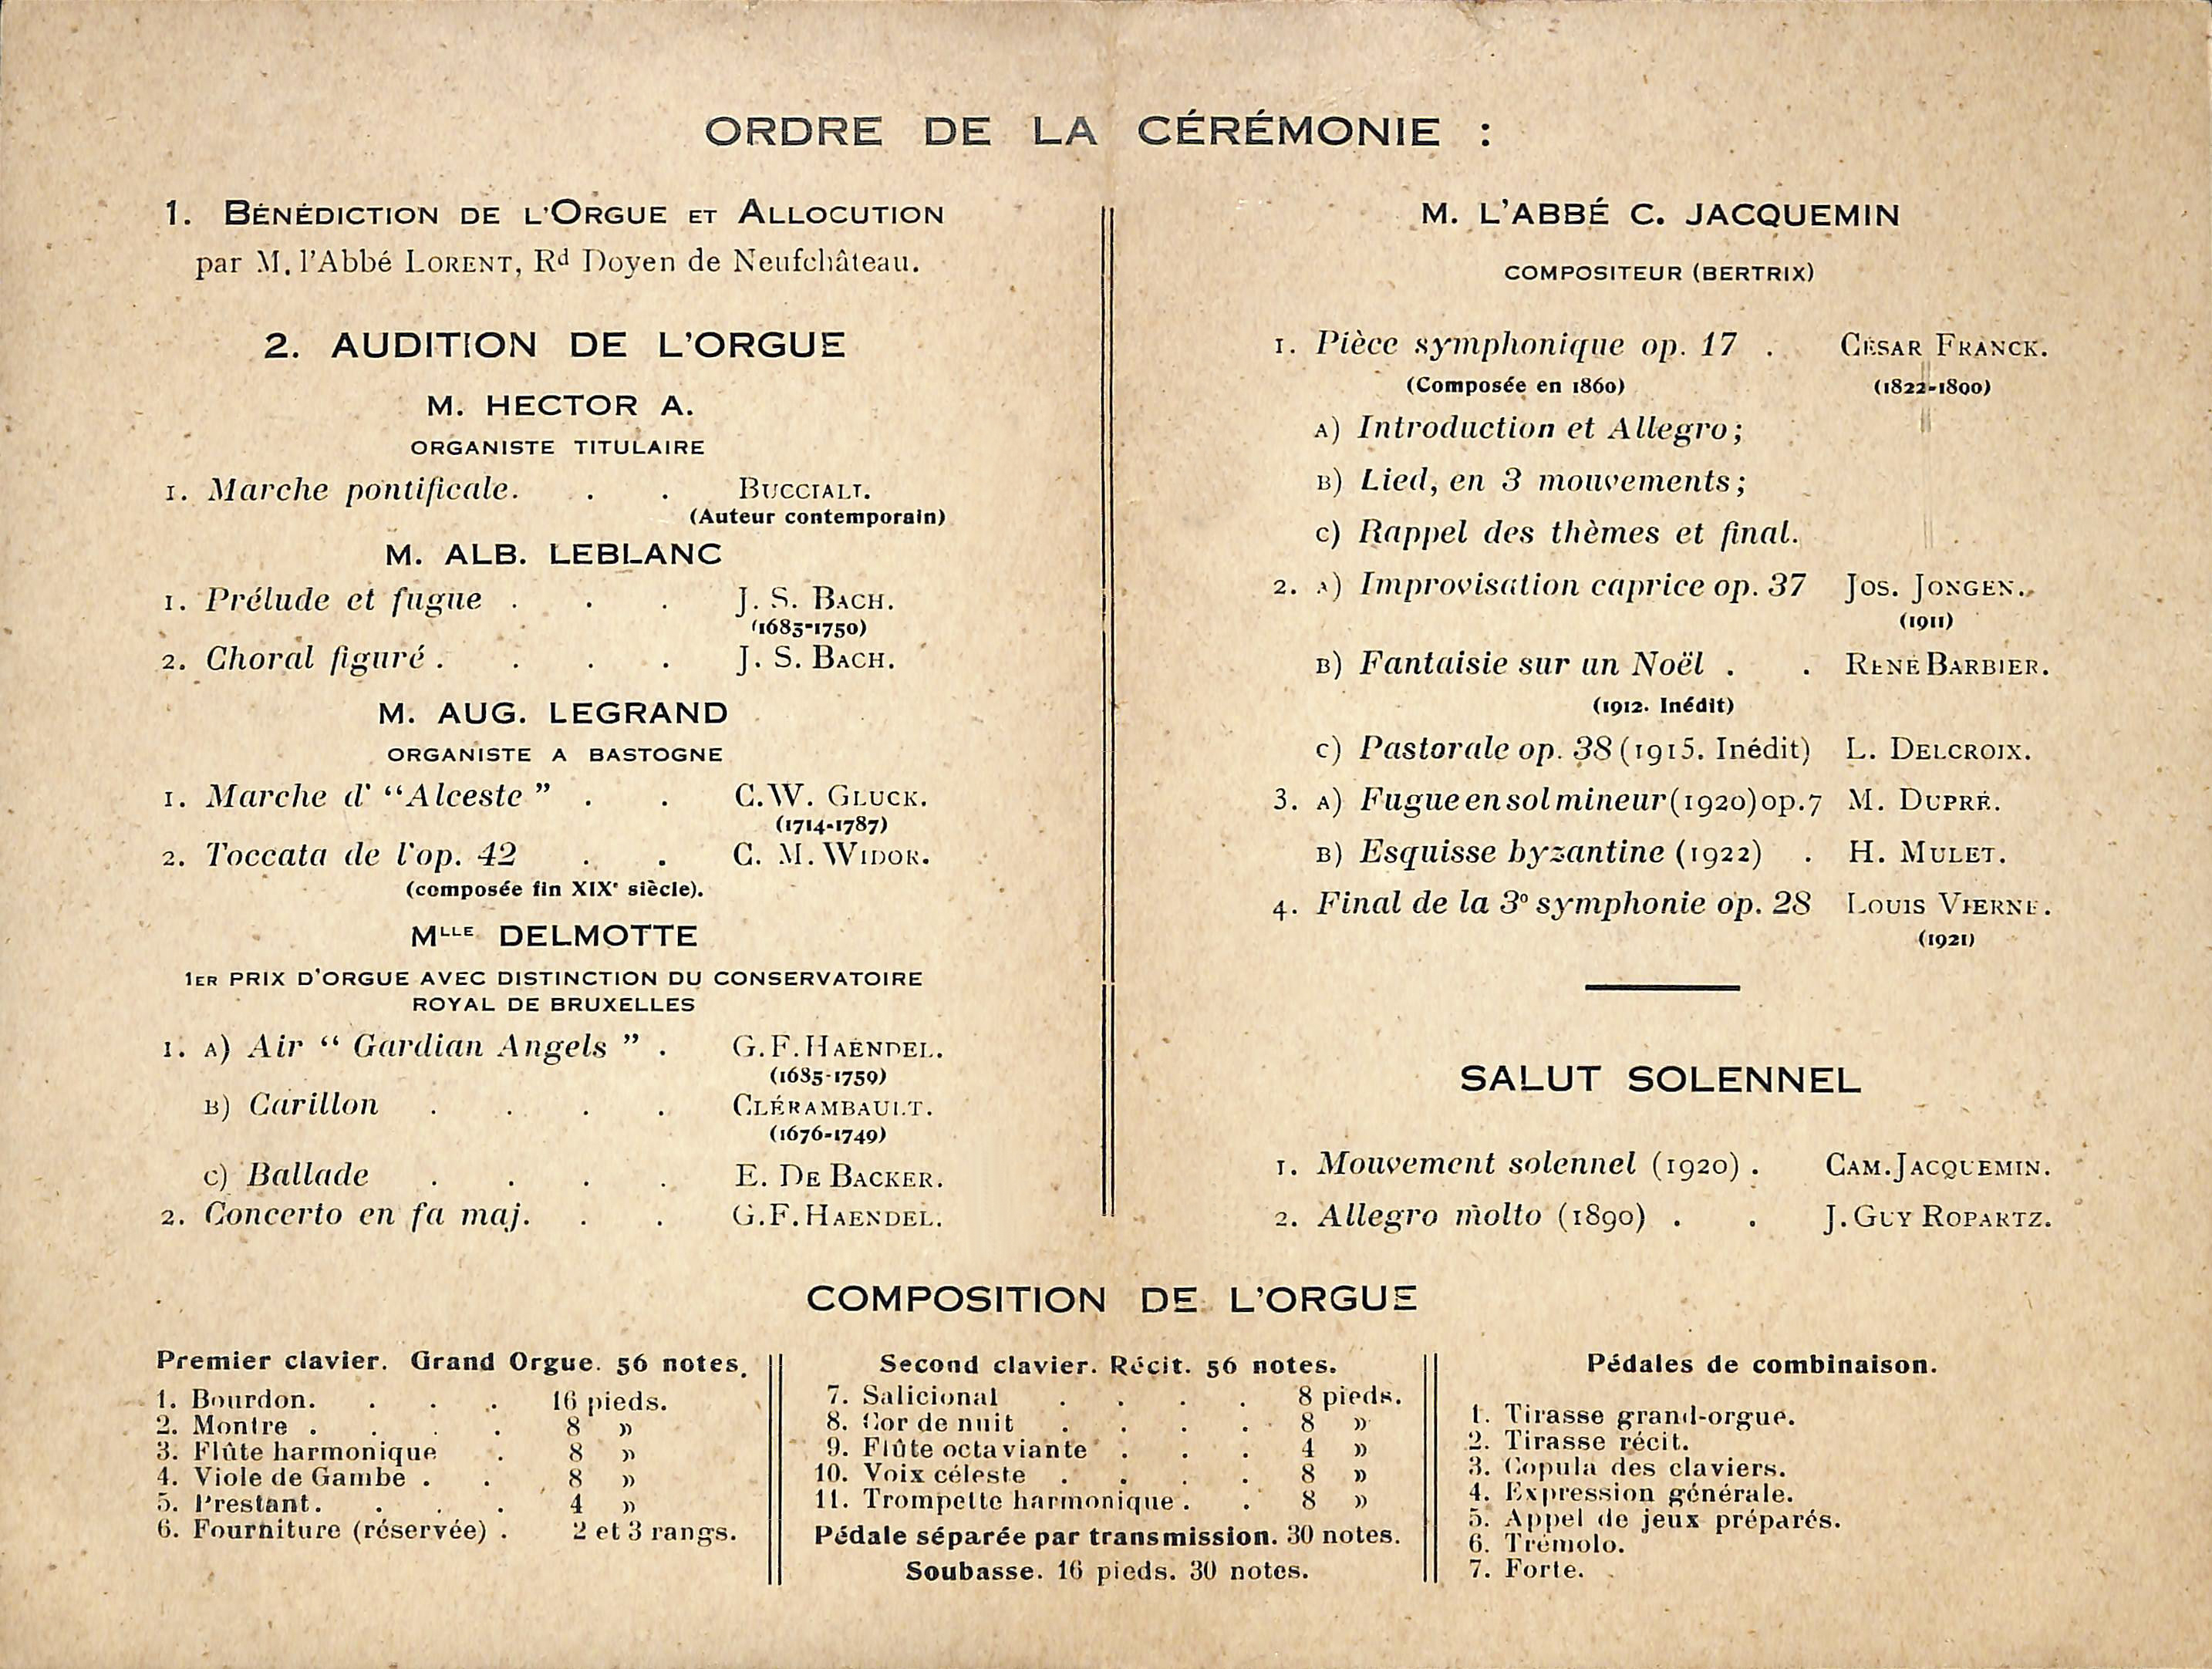 ORDRE DE LA CÉRÉMONIE :
1. BÉNÉDICTION DE L'ORGUE ET ALLOCUTION
par M. l'Abbé LORENT, Rd Doyen de Neufchâteau.
2. AUDITION DE L'ORGUE
M. HECTOR A.
ORGANISTE TITULAIRE
1. Marche pontificale. . . BUCCIALI.
(Auteur contemporain)
M. ALB. LEBLANC
1. Prélude et fugue . . . J. S. BACH.
(1685-1750)
2. Choral figuré . . . . J. S. BACH.
M. AUG. LEGRAND
ORGANISTE A BASTOGNE
1. Marche d' “Alceste ” . . C.W. GLUCK.
(1714-1787)
2. Toccata de l'op. 42 . . C. M. WIDOR.
(composée fin XIXe siècle).
MLLE DELMOTTE
1ER PRIX D'ORGUE AVEC DISTINCTION DU CONSERVATOIRE
ROYAL DE BRUXELLES
1. A) Air “ Gardian Angels ” . G.F. HAENDEL.
(1685-1759)
B) Carillon . . . . CLÉRAMBAULT.
(1676-1749)
C) Ballade . . . . E. DE BACKER.
2. Concerto en fa maj. . . G.F. HAENDEL.
M. L'ABBÉ C. JACQUEMIN
COMPOSITEUR (BERTRIX)
1. Pièce symphonique op. 17 . CÉSAR FRANCK.
(Composée en 1860) (1822-1890)
A) Introduction et Allegro;
B) Lied, en 3 mouvements;
C) Rappel des thèmes et final.
2. A) Improvisation caprice op. 37 JOS. JONGEN.
(1911)
B) Fantaisie sur un Noël . . RENÉ BARBIER.
(1912. Inédit)
C) Pastorale op. 38 (1915. Inédit) L. DELCROIX.
3. A) Fugue en sol mineur (1920) op. 7 M. DUPRÉ.
B) Esquisse byzantine (1922) . H. MULET.
4. Final de la 3e symphonie op. 28 LOUIS VIERNE.
(1921)
SALUT SOLENNEL
1. Mouvement solennel (1920) . CAM. JACQUEMIN.
2. Allegro molto (1890) . . J. GUY ROPARTZ.
COMPOSITION DE L'ORGUE
Premier clavier. Grand Orgue. 56 notes.
1. Bourdon. . . . 16 pieds.
2. Montre . . . . 8 »
3. Flûte harmonique . 8 »
4. Viole de Gambe . . 8 »
5. Prestant. . . . 4 »
6. Fourniture (réservée) . 2 et 3 rangs.
Second clavier. Récit. 56 notes.
7. Salicional . . . . 8 pieds.
8. Cor de nuit . . . . 8 »
9. Flûte octaviante . . . 4 »
10. Voix céleste . . . . 8 »
11. Trompette harmonique . . 8 »
Pédale séparée par transmission. 30 notes.
Soubasse. 16 pieds. 30 notes.
Pédales de combinaison.
1. Tirasse grand-orgue.
2. Tirasse récit.
3. Copula des claviers.
4. Expression générale.
5. Appel de jeux préparés.
6. Trémolo.
7. Forte.